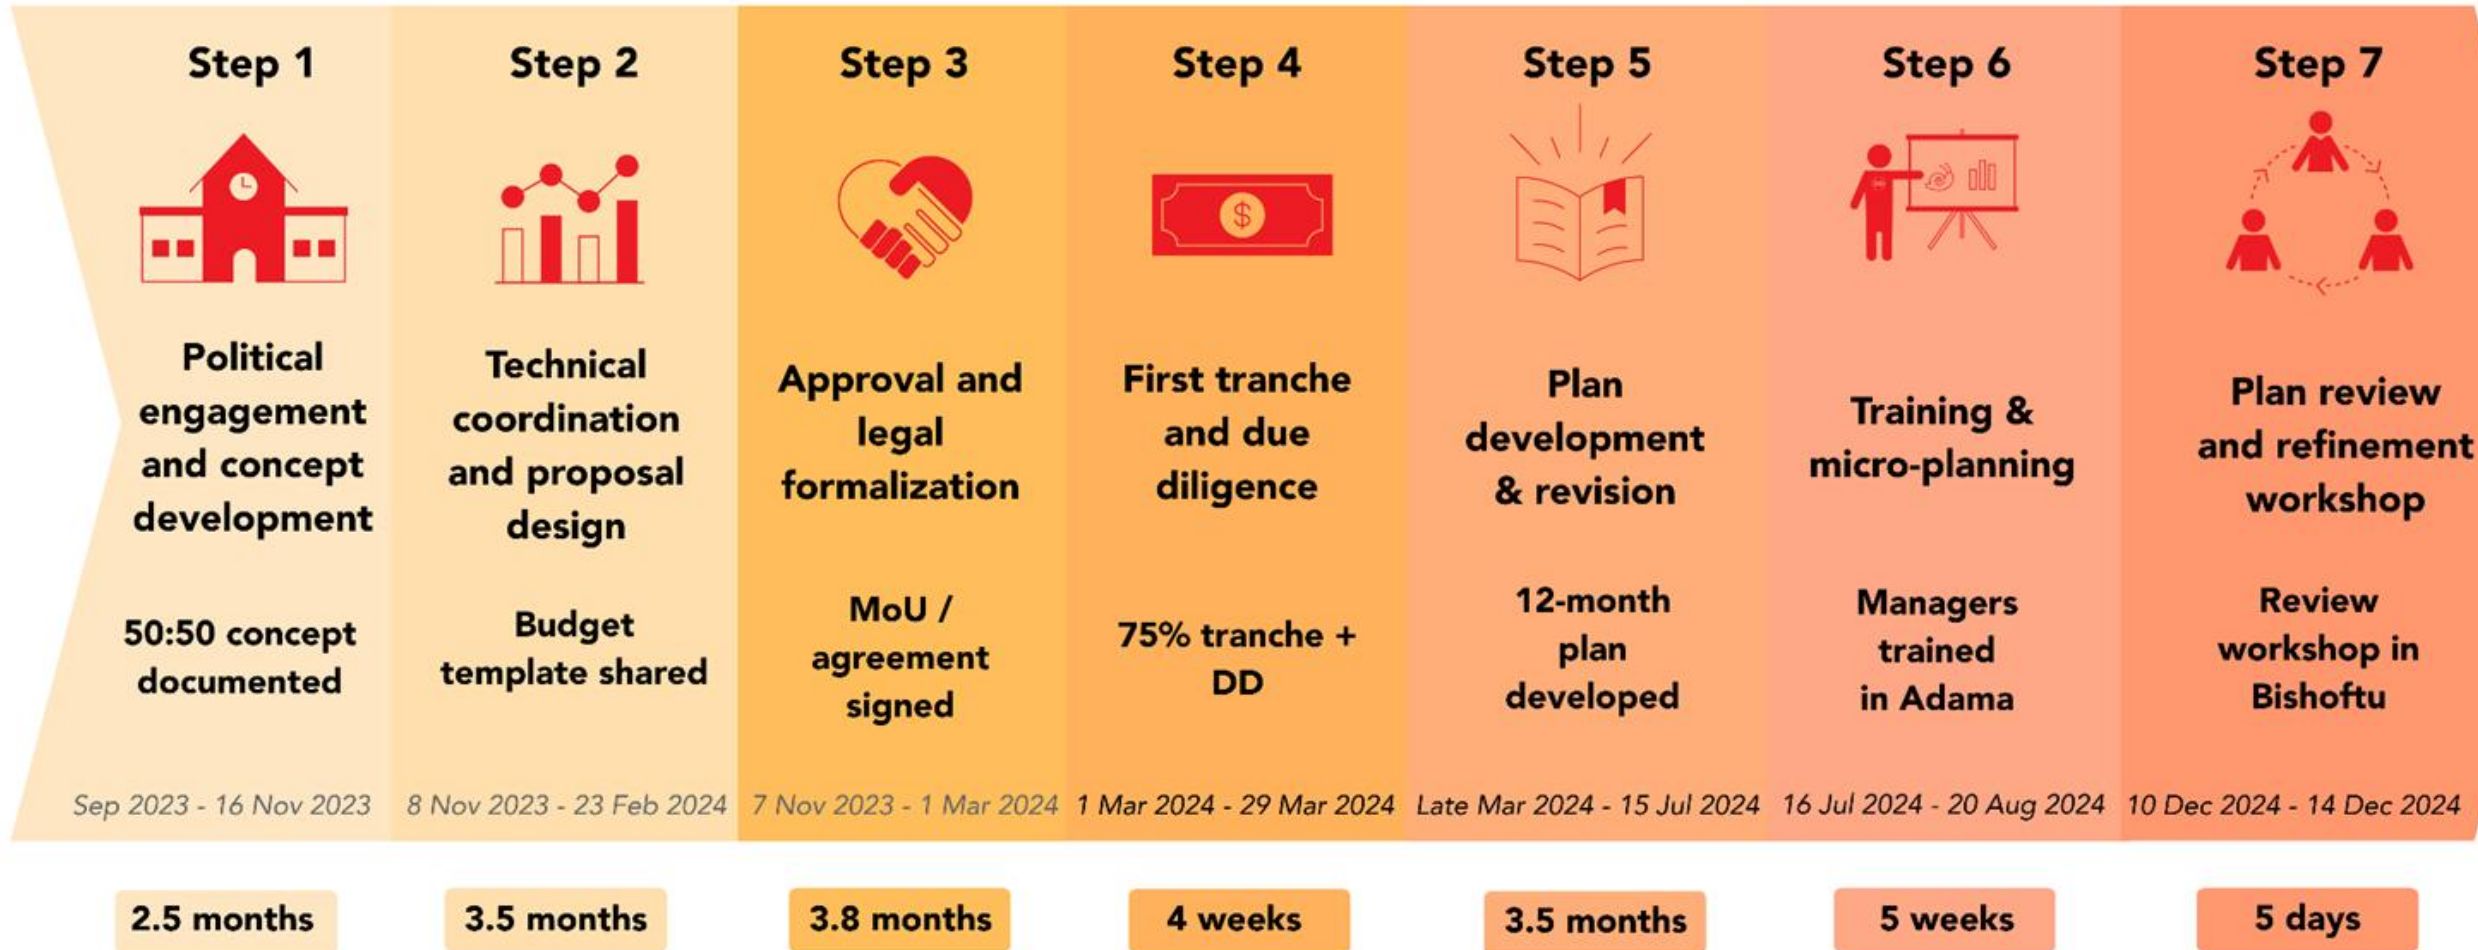 Step 1
Political
engagement
and concept
development
50:50 concept
documented
Sep 2023 - 16 Nov 2023
2.5 months
Step 2
Technical
coordination
and proposal
design
Budget
template shared
8 Nov 2023 - 23 Feb 2024
3.5 months
Step 3
Approval and
legal
formalization
MoU /
agreement
signed
7 Nov 2023 - 1 Mar 2024
3.8 months
Step 4
$
First tranche
and due
diligence
75% tranche +
DD
1 Mar 2024 - 29 Mar 2024
4 weeks
Step 5
Plan
development
& revision
12-month
plan
developed
Late Mar 2024 - 15 Jul 2024
3.5 months
Step 6
Training &
micro-planning
Managers
trained
in Adama
16 Jul 2024 - 20 Aug 2024
5 weeks
Step 7
Plan review
and refinement
workshop
Review
workshop in
Bishoftu
10 Dec 2024 - 14 Dec 2024
5 days